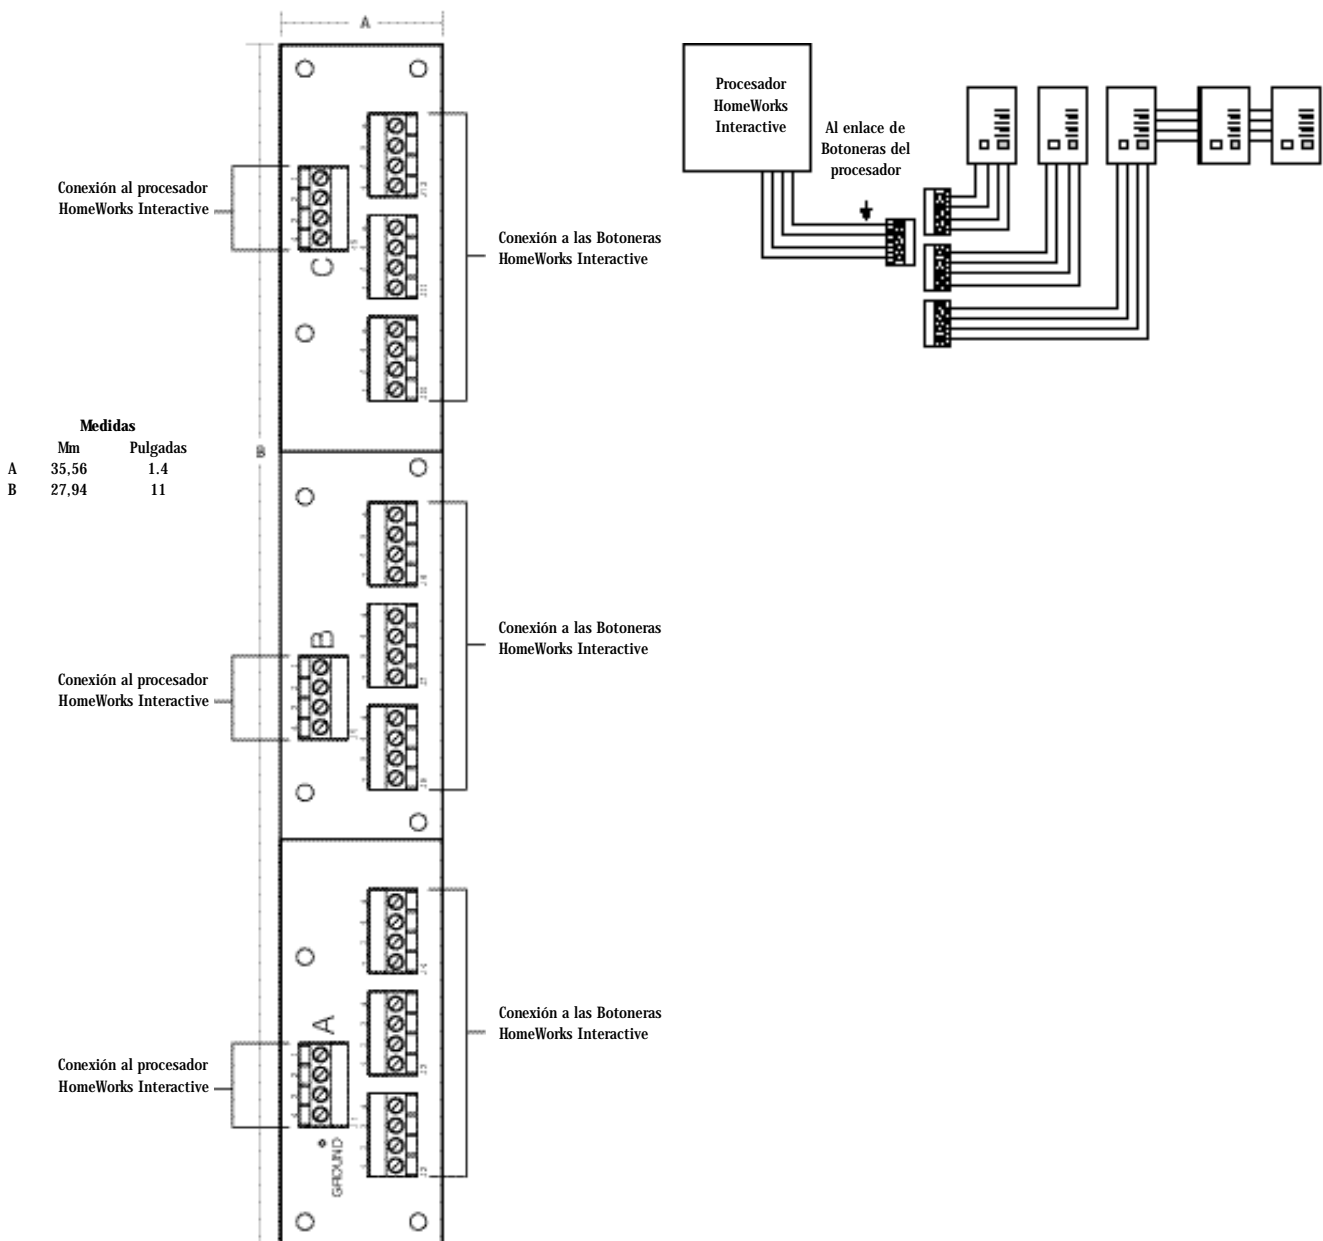 A
Procesador
HomeWorks
Interactive
Al enlace de
Botoneras del
procesador
Conexión al procesador
HomeWorks Interactive
Conexión a las Botoneras
HomeWorks Interactive
C
Medidas
Mm Pulgadas
A 35,56 1.4
B 27,94 11
B
Conexión a las Botoneras
HomeWorks Interactive
B
Conexión al procesador
HomeWorks Interactive
Conexión a las Botoneras
HomeWorks Interactive
A
Conexión al procesador
HomeWorks Interactive
GROUND